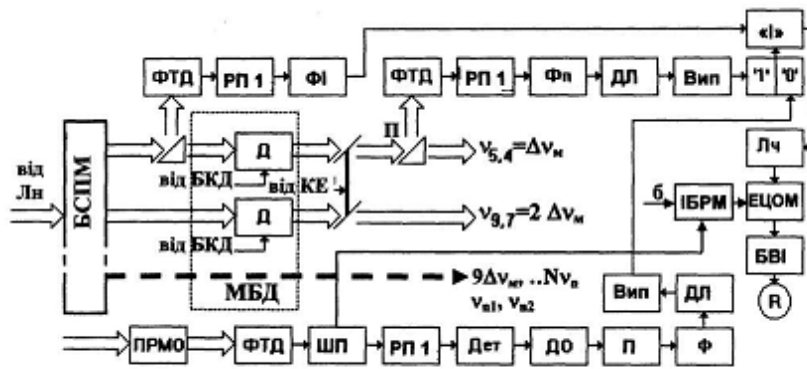 «І»
ФТД РП 1 ФІ ФТД РП 1 Фп ДЛ Вип '1' '0'
П
БСПМ
від Лн
Д
ν5,4=Δνм
від БКД
від КЕ
Лч
Д
ν9,7=2 Δνм
б
ІБРМ
ЕЦОМ
від БКД
МБД
9Δνм, ..Nνп
νп1, νп2
Вип ДЛ
БВІ
R
ПРМО ФТД ШП РП 1 Дет ДО П Ф